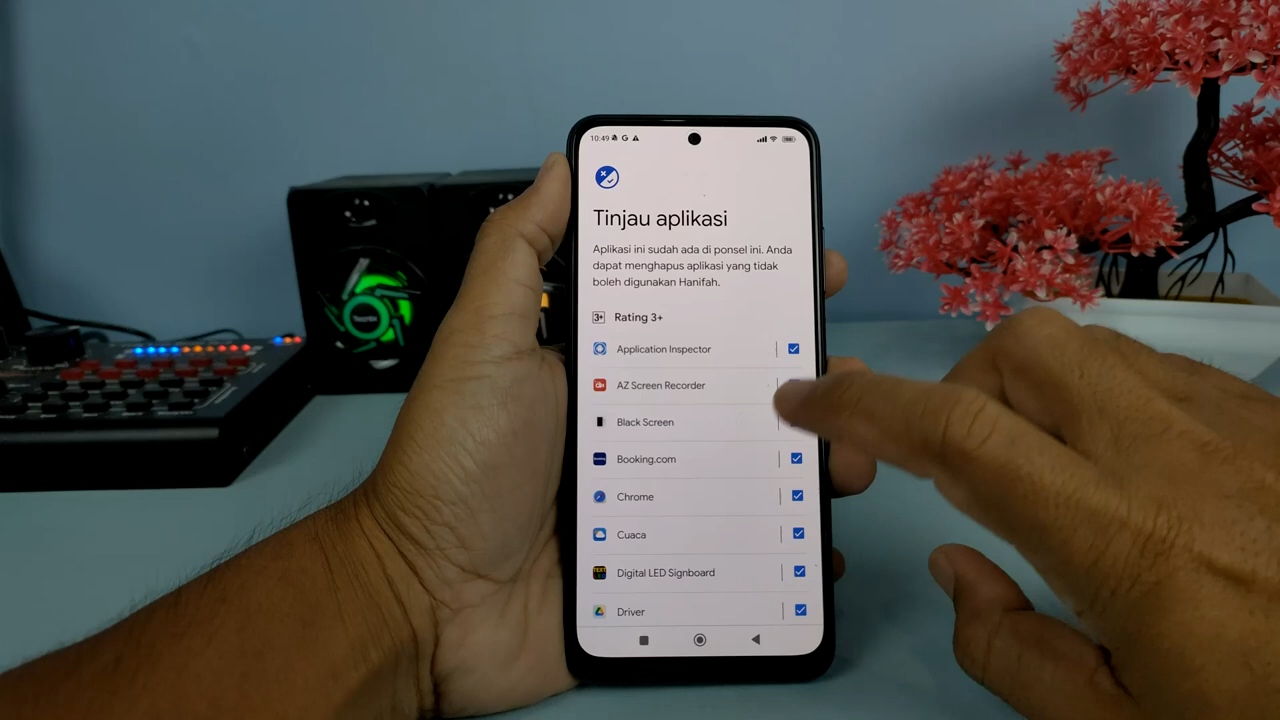 10:49
Tinjau aplikasi
Aplikasi ini sudah ada di ponsel ini. Anda
dapat menghapus aplikasi yang tidak
boleh digunakan Hanifah.
3+ Rating 3+
Application Inspector
AZ Screen Recorder
Black Screen
Booking.com
Chrome
Cuaca
Digital LED Signboard
Driver